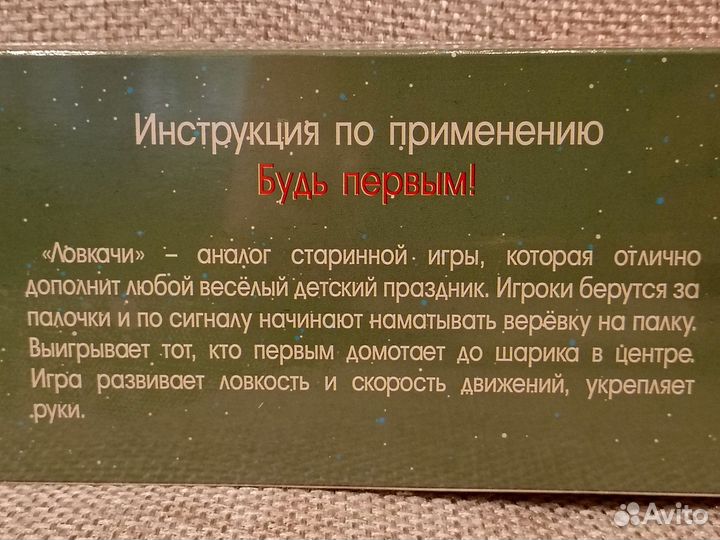 Инструкция по применению
Будь первым!
«Ловкачи» – аналог старинной игры, которая отлично
дополнит любой весёлый детский праздник. Игроки берутся за
палочки и по сигналу начинают наматывать верёвку на палку.
Выигрывает тот, кто первым домотает до шарика в центре.
Игра развивает ловкость и скорость движений, укрепляет
руки.
Avito